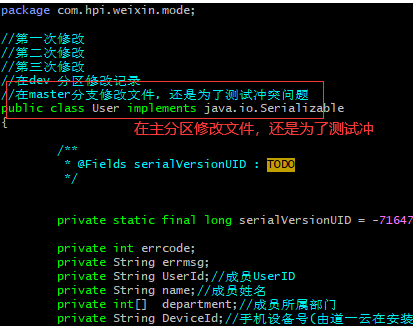 package com.hpi.weixin.mode;
//第一次修改
//第二次修改
//第三次修改
//在dev 分区修改记录
//在master分支修改文件，还是为了测试冲突问题
public class User implements java.io.Serializable
{
在主分区修改文件，还是为了测试冲
/**
* @Fields serialVersionUID : TODO
*/
private static final long serialVersionUID = -71647
private int errcode;
private String errmsg;
private String UserId;//成员UserID
private String name;//成员姓名
private int[] department;//成员所属部门
private String DeviceId;//手机设备号(由道一云在安装